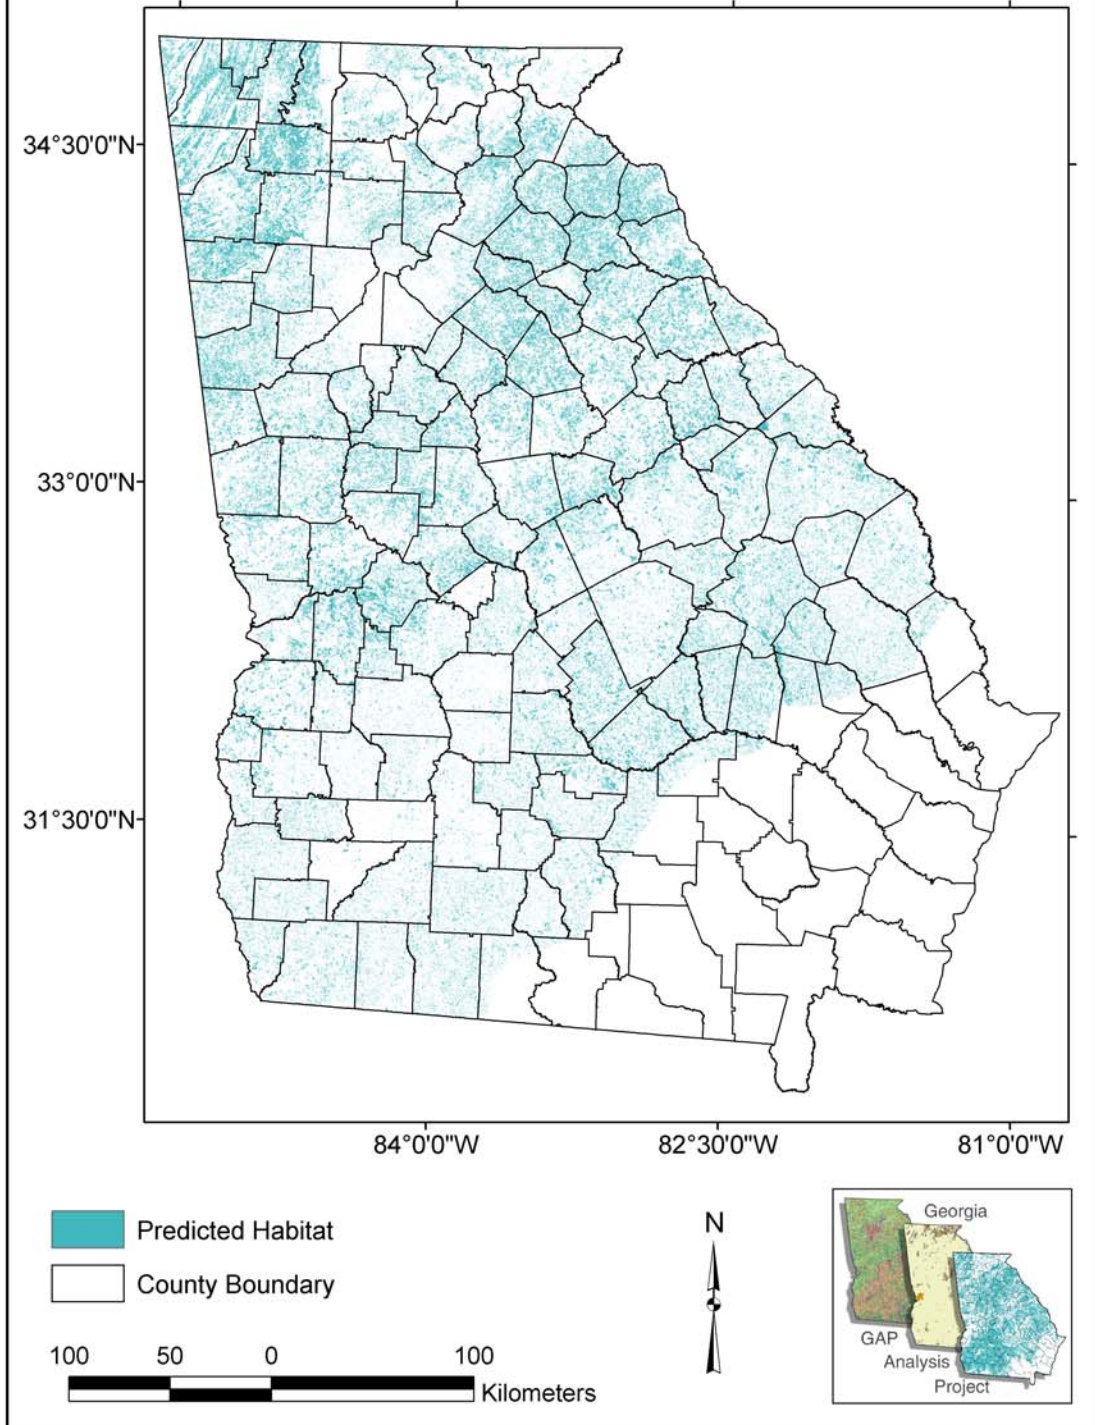 34°30'0"N
33°0'0"N
31°30'0"N
84°0'0"W 82°30'0"W 81°0'0"W
Predicted Habitat
County Boundary
N
100 50 0 100
Kilometers
Georgia
GAP
Analysis
Project